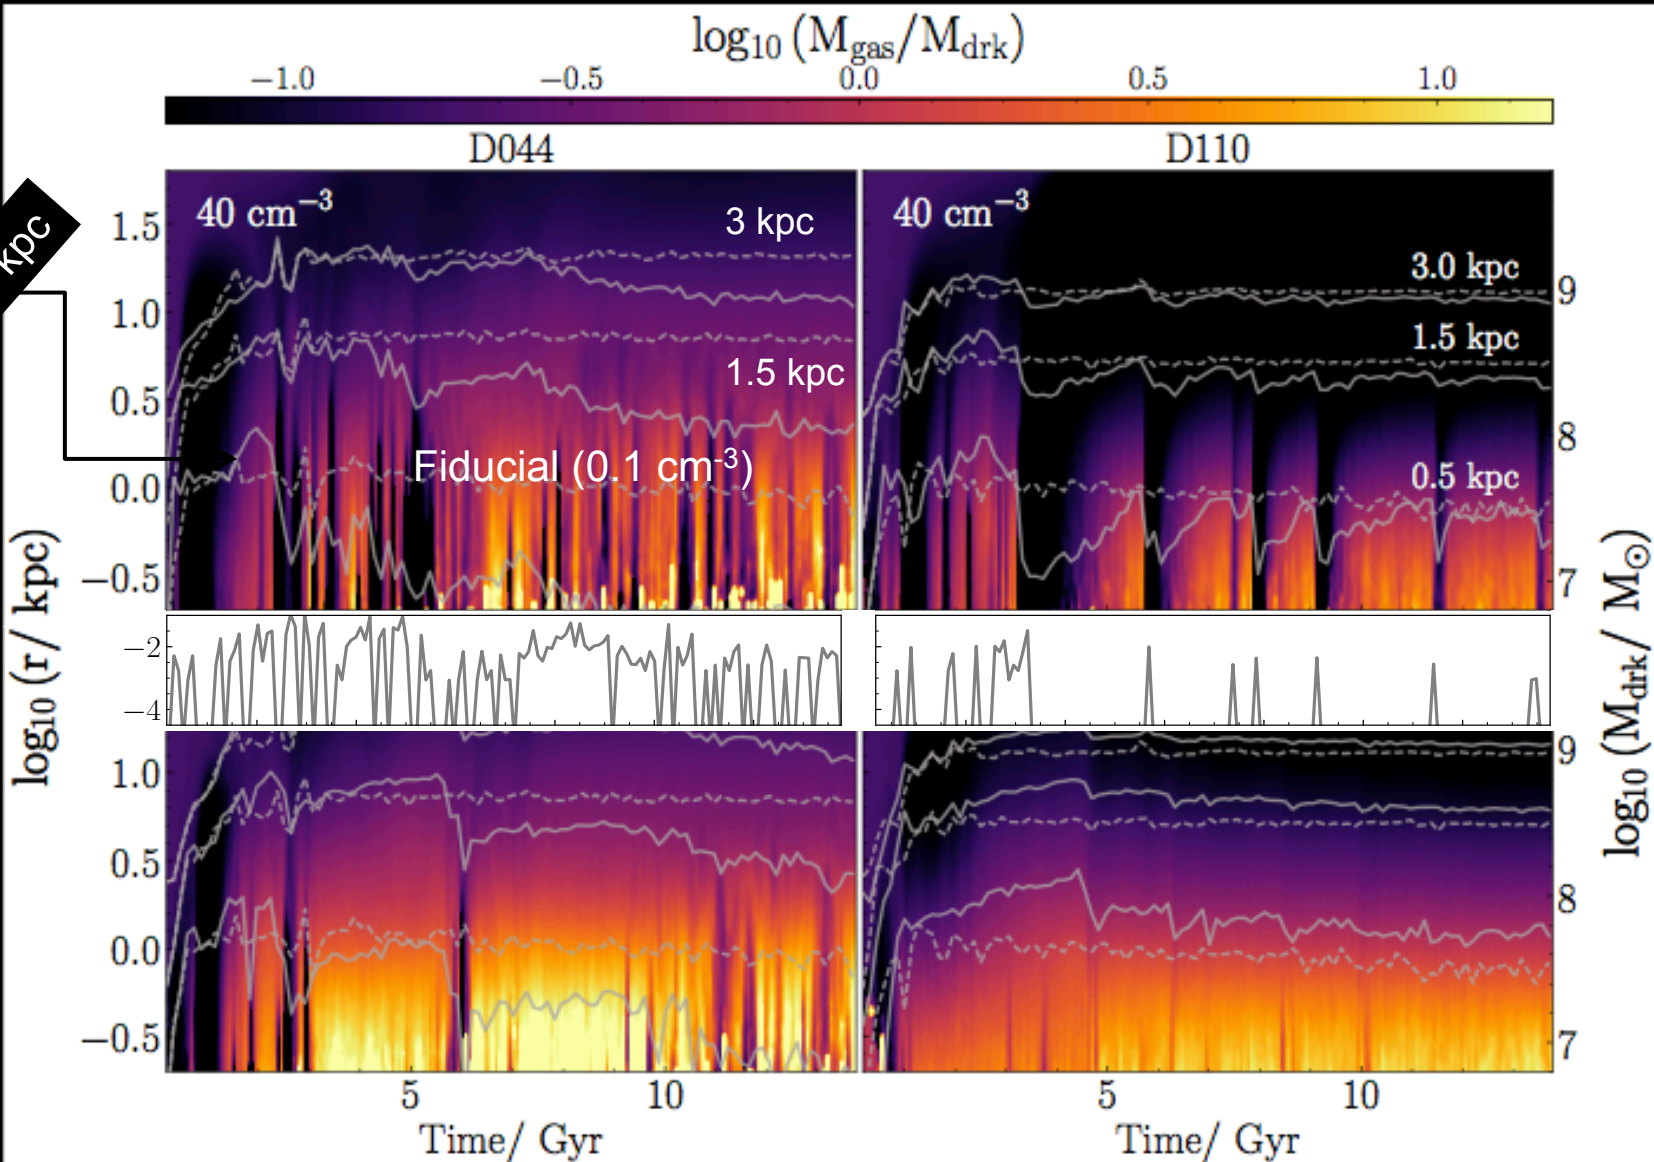 log₁₀ (M_gas/M_drk)
−1.0 −0.5 0.0 0.5 1.0
D044 D110
kpc
40 cm⁻³
3 kpc
1.5 kpc
Fiducial (0.1 cm⁻³)
40 cm⁻³
3.0 kpc
1.5 kpc
0.5 kpc
1.5
1.0
0.5
0.0
−0.5
9
8
7
−2
−4
1.0
0.5
0.0
−0.5
9
8
7
log₁₀ (r/ kpc)
log₁₀ (M_drk/ M_⊙)
5 10
5 10
Time/ Gyr
Time/ Gyr